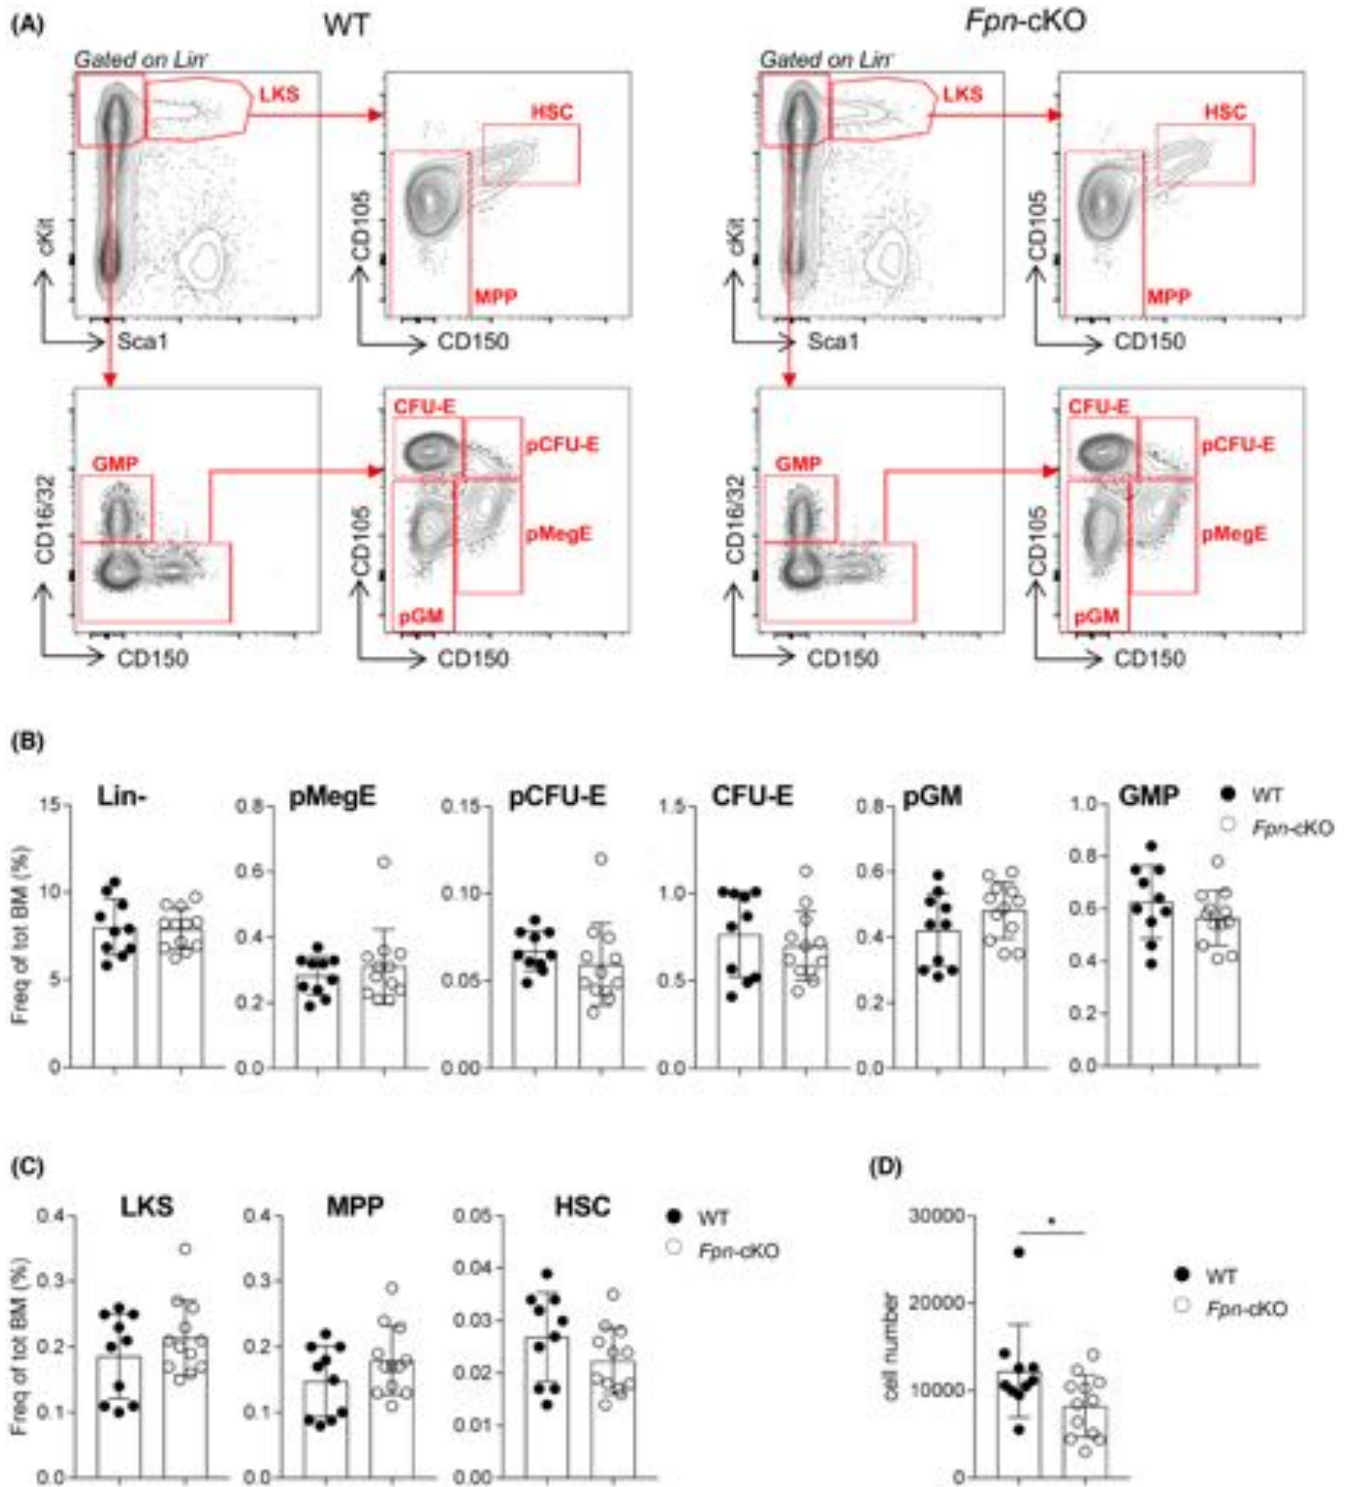 (A)
WT
Fpn-cKO
Gated on Lin-
LKS
HSC
cKit
CD105
MPP
Sca1
CD150
Gated on Lin-
LKS
HSC
cKit
CD105
MPP
Sca1
CD150
GMP
CD16/32
CD150
CFU-E
pCFU-E
CD105
pMegE
pGM
CD150
GMP
CD16/32
CD150
CFU-E
pCFU-E
CD105
pMegE
pGM
CD150
(B)
Freq of tot BM (%)
Lin-
15
10
5
0
pMegE
0.8
0.6
0.4
0.2
0.0
pCFU-E
0.15
0.10
0.05
0.00
CFU-E
1.5
1.0
0.5
0.0
pGM
0.8
0.6
0.4
0.2
0.0
GMP
1.0
0.8
0.6
0.4
0.2
0.0
WT
Fpn-cKO
(C)
Freq of tot BM (%)
LKS
0.4
0.3
0.2
0.1
0.0
MPP
0.4
0.3
0.2
0.1
0.0
HSC
0.05
0.04
0.03
0.02
0.01
0.00
WT
Fpn-cKO
(D)
cell number
30000
20000
10000
0
*
WT
Fpn-cKO